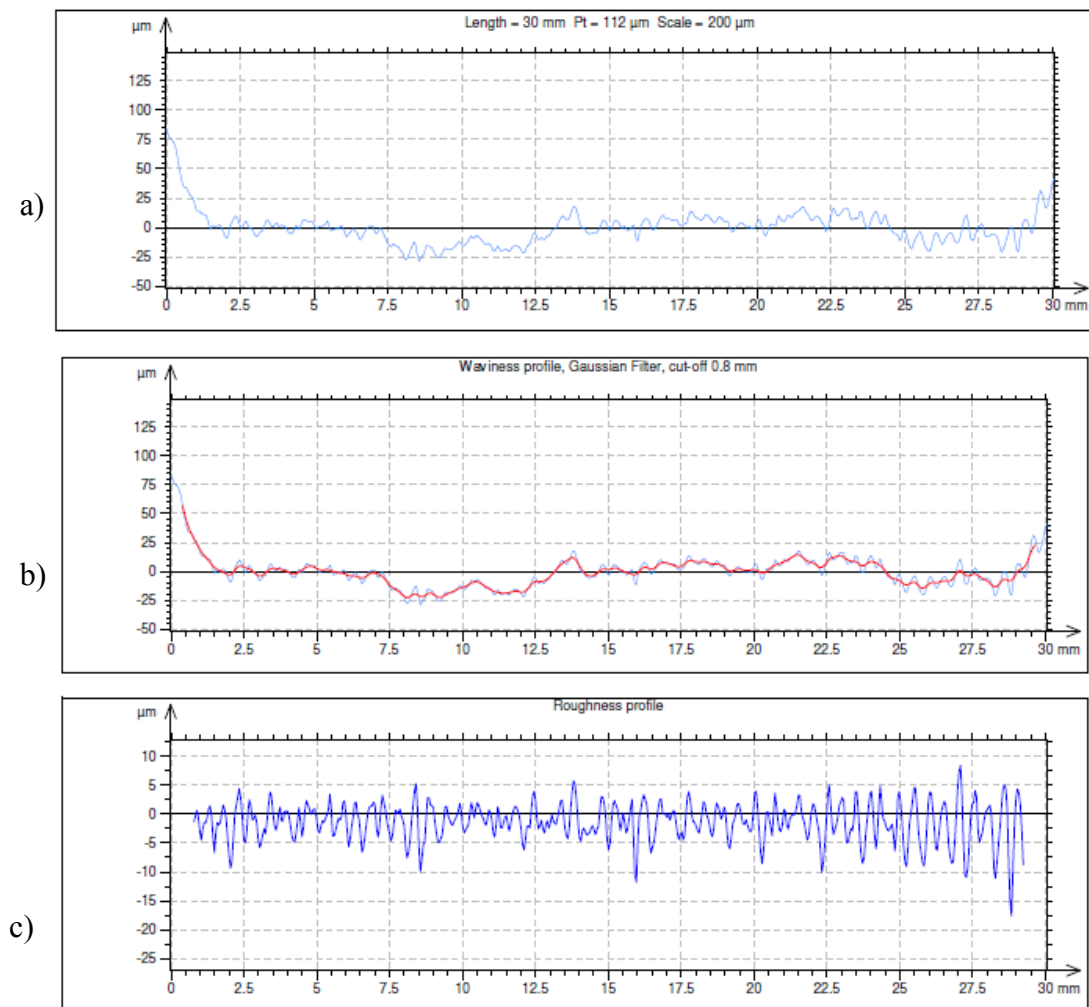 Length = 30 mm Pt = 112 µm Scale = 200 µm
µm
125
100
75
50
25
0
-25
-50
0 2.5 5 7.5 10 12.5 15 17.5 20 22.5 25 27.5 30 mm
a)
Waviness profile, Gaussian Filter, cut-off 0.8 mm
µm
125
100
75
50
25
0
-25
-50
0 2.5 5 7.5 10 12.5 15 17.5 20 22.5 25 27.5 30 mm
b)
Roughness profile
µm
10
5
0
-5
-10
-15
-20
-25
0 2.5 5 7.5 10 12.5 15 17.5 20 22.5 25 27.5 30 mm
c)